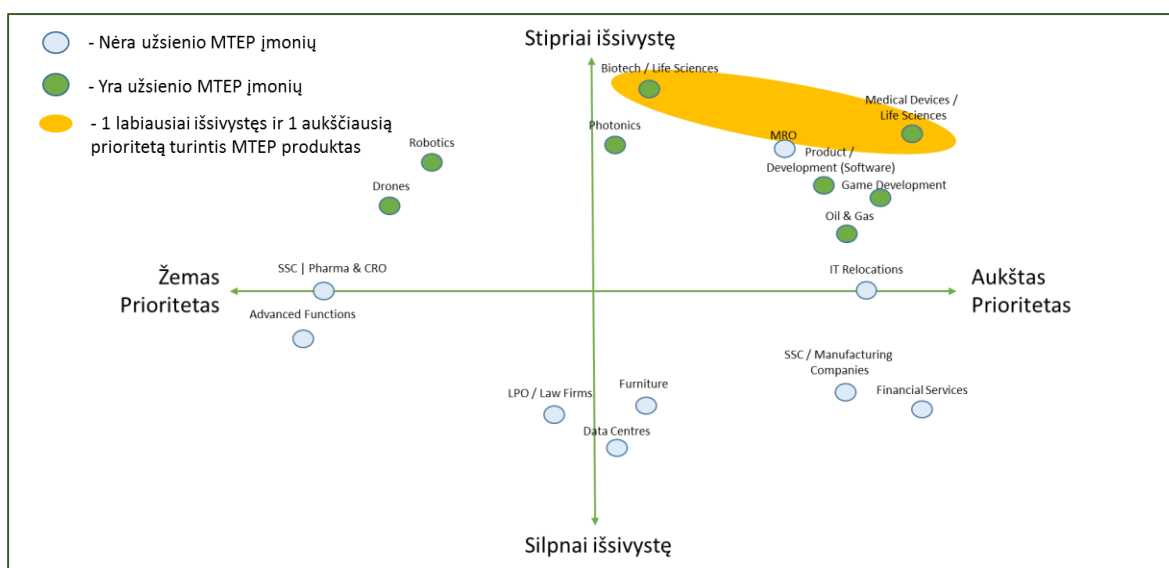 - Nėra užsienio MTEP įmonių
- Yra užsienio MTEP įmonių
- 1 labiausiai išsivystęs ir 1 aukščiausią
prioritetą turintis MTEP produktas
Stipriai išsivystę
Biotech / Life Sciences
Medical Devices /
Life Sciences
Photonics
MRO
Robotics
Product /
Development (Software)
Drones
Game Development
Oil & Gas
Žemas
Prioritetas
SSC | Pharma & CRO
IT Relocations
Aukštas
Prioritetas
Advanced Functions
SSC / Manufacturing
Companies
LPO / Law Firms
Furniture
Financial Services
Data Centres
Silpnai išsivystę